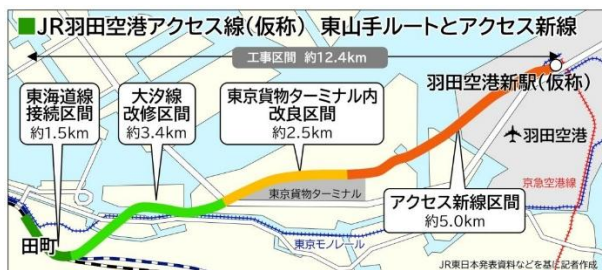 ■JR羽田空港アクセス線(仮称) 東山手ルートとアクセス新線
工事区間 約12.4km
羽田空港新駅(仮称)
東海道線
接続区間
約1.5km
大汐線
改修区間
約3.4km
東京貨物ターミナル内
改良区間
約2.5km
羽田空港
京急空港線
東京貨物ターミナル
アクセス新線区間
約5.0km
田町
東京モノレール
JR東日本発表資料などを基に記者作成